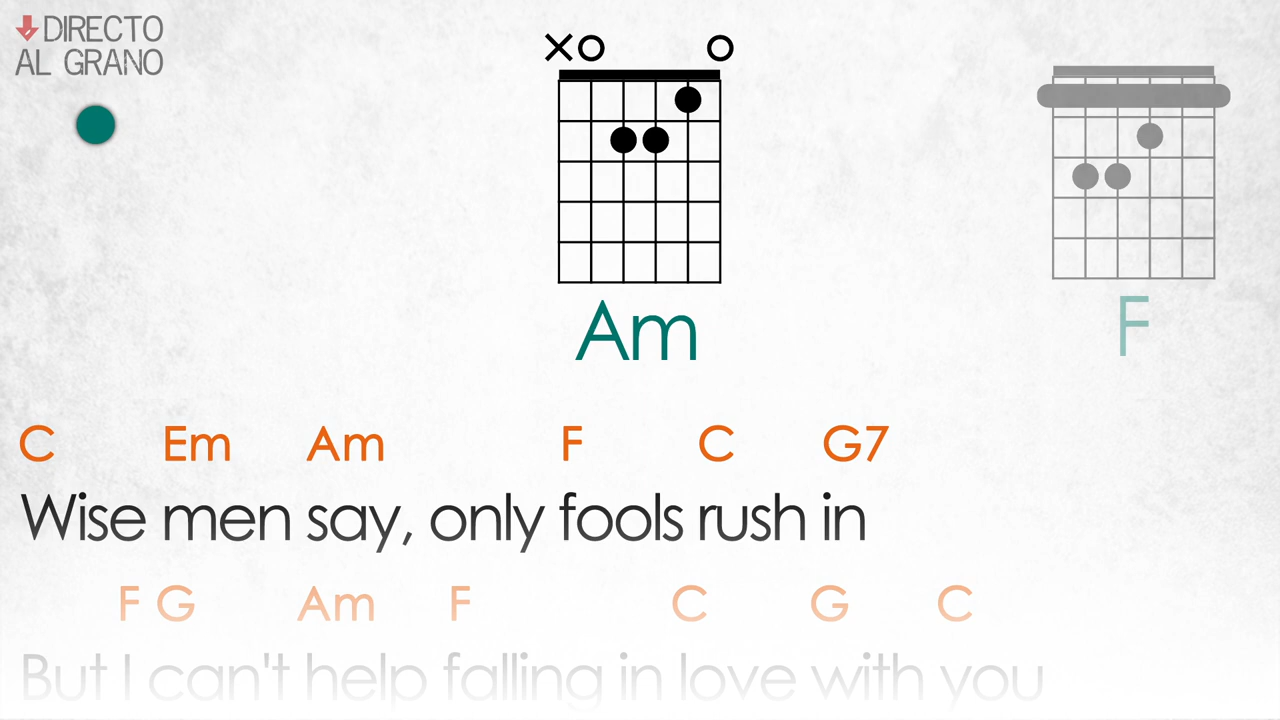 DIRECTO
AL GRANO
Am
F
C Em Am F C G7
Wise men say, only fools rush in
F G Am F C G C
But I can't help falling in love with you